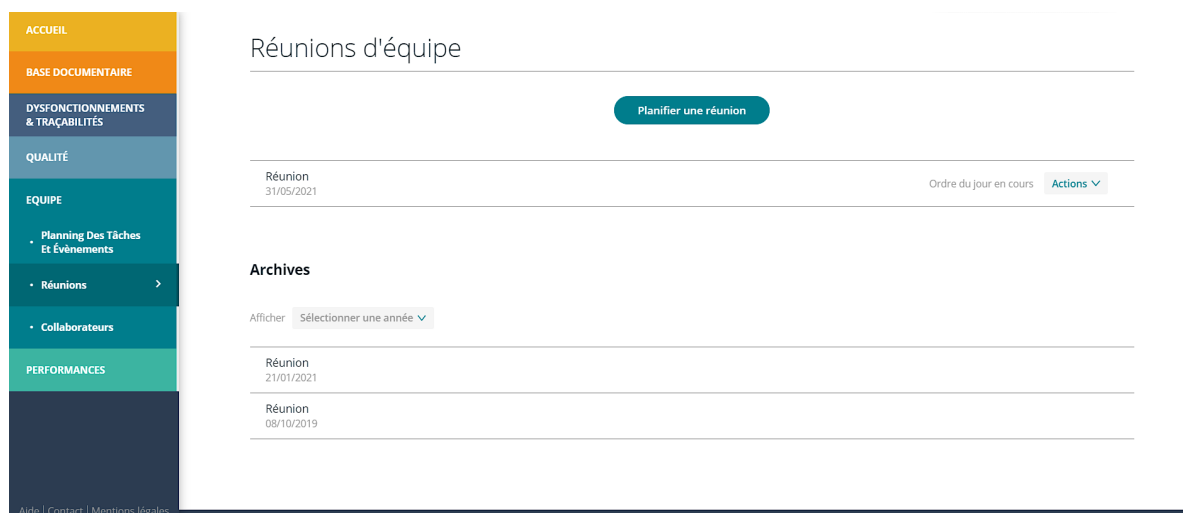 ACCUEIL
BASE DOCUMENTAIRE
DYSFONCTIONNEMENTS
& TRAÇABILITÉS
QUALITÉ
EQUIPE
• Planning Des Tâches
Et Évènements
• Réunions
• Collaborateurs
PERFORMANCES
Aide | Contact | Mentions légales
Réunions d'équipe
Planifier une réunion
Réunion
31/05/2021
Ordre du jour en cours Actions
Archives
Afficher Sélectionner une année
Réunion
21/01/2021
Réunion
08/10/2019